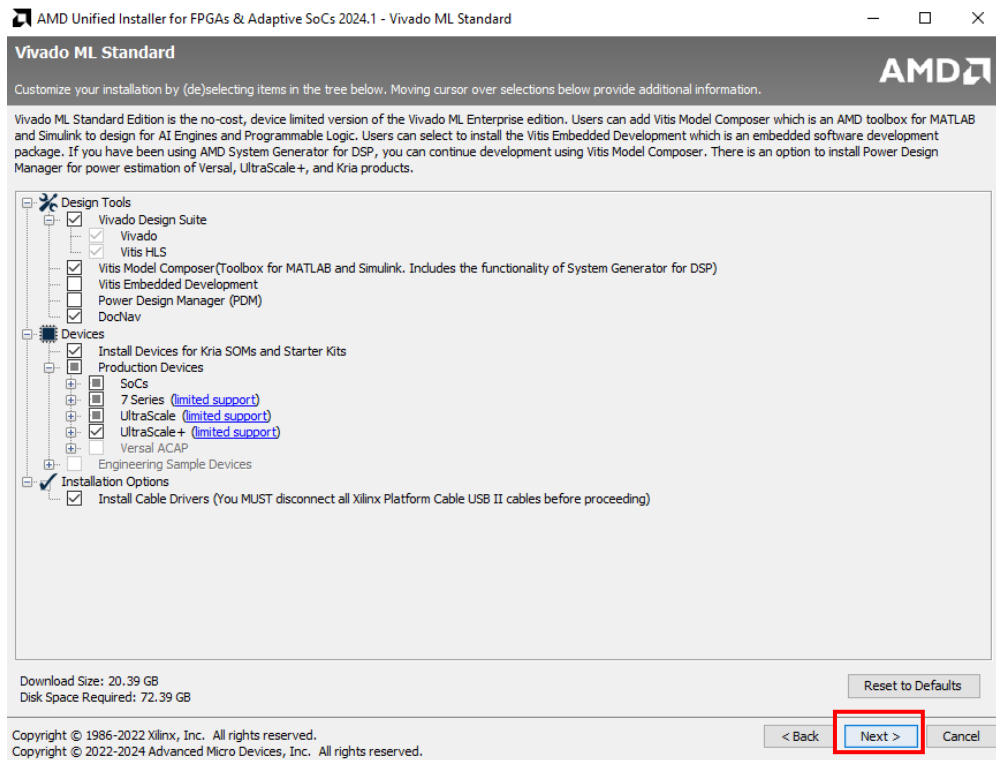 AMD Unified Installer for FPGAs & Adaptive SoCs 2024.1 - Vivado ML Standard
Vivado ML Standard
AMD
Customize your installation by (de)selecting items in the tree below. Moving cursor over selections below provide additional information.
Vivado ML Standard Edition is the no-cost, device limited version of the Vivado ML Enterprise edition. Users can add Vitis Model Composer which is an AMD toolbox for MATLAB
and Simulink to design for AI Engines and Programmable Logic. Users can select to install the Vitis Embedded Development which is an embedded software development
package. If you have been using AMD System Generator for DSP, you can continue development using Vitis Model Composer. There is an option to install Power Design
Manager for power estimation of Versal, UltraScale+, and Kria products.
Design Tools
Vivado Design Suite
Vivado
Vitis HLS
Vitis Model Composer(Toolbox for MATLAB and Simulink. Includes the functionality of System Generator for DSP)
Vitis Embedded Development
Power Design Manager (PDM)
DocNav
Devices
Install Devices for Kria SOMs and Starter Kits
Production Devices
SoCs
7 Series (limited support)
UltraScale (limited support)
UltraScale+ (limited support)
Versal ACAP
Engineering Sample Devices
Installation Options
Install Cable Drivers (You MUST disconnect all Xilinx Platform Cable USB II cables before proceeding)
Download Size: 20.39 GB
Disk Space Required: 72.39 GB
Reset to Defaults
Copyright © 1986-2022 Xilinx, Inc. All rights reserved.
Copyright © 2022-2024 Advanced Micro Devices, Inc. All rights reserved.
< Back
Next >
Cancel